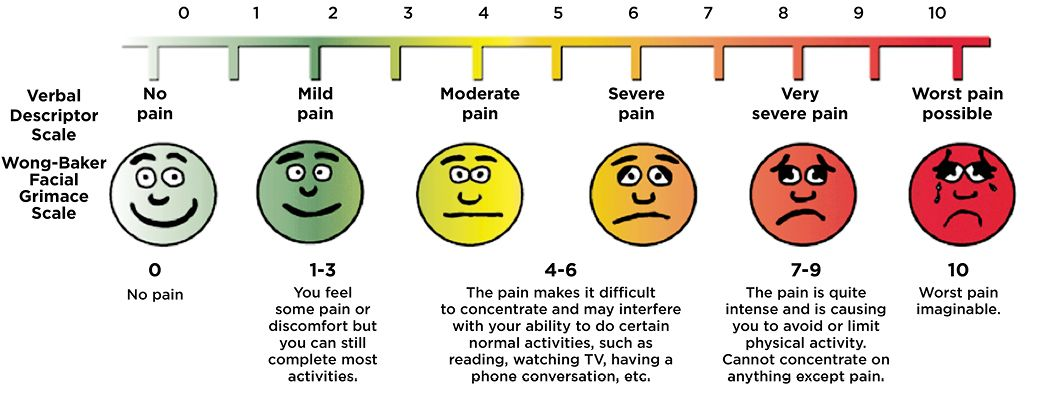 0 1 2 3 4 5 6 7 8 9 10
Verbal
Descriptor
Scale
No
pain
Mild
pain
Moderate
pain
Severe
pain
Very
severe pain
Worst pain
possible
Wong-Baker
Facial
Grimace
Scale
0
No pain
1-3
You feel
some pain or
discomfort but
you can still
complete most
activities.
4-6
The pain makes it difficult
to concentrate and may interfere
with your ability to do certain
normal activities, such as
reading, watching TV, having a
phone conversation, etc.
7-9
The pain is quite
intense and is causing
you to avoid or limit
physical activity.
Cannot concentrate on
anything except pain.
10
Worst pain
imaginable.